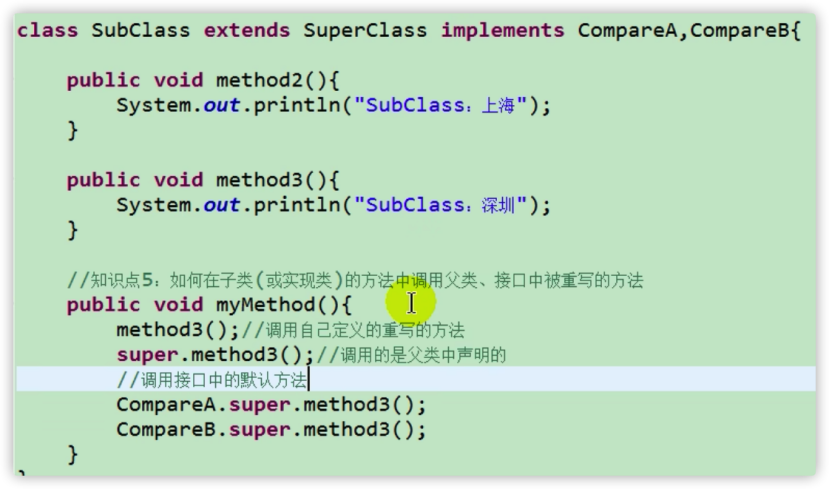 class SubClass extends SuperClass implements CompareA,CompareB{
public void method2(){
System.out.println("SubClass：上海");
}
public void method3(){
System.out.println("SubClass：深圳");
}
//知识点5：如何在子类(或实现类)的方法中调用父类、接口中被重写的方法
public void myMethod(){
method3();//调用自己定义的重写的方法
super.method3();//调用的是父类中声明的
//调用接口中的默认方法
CompareA.super.method3();
CompareB.super.method3();
}